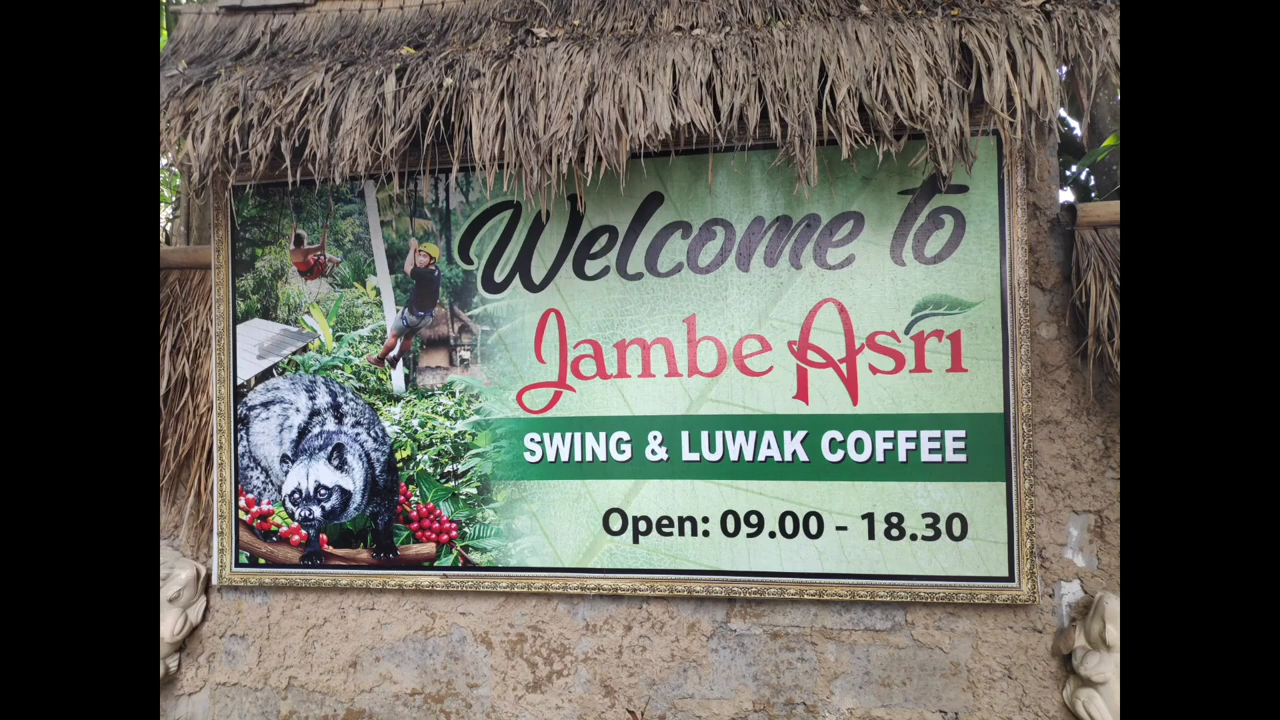 Welcome to
Jambe Asri
SWING & LUWAK COFFEE
Open: 09.00 - 18.30